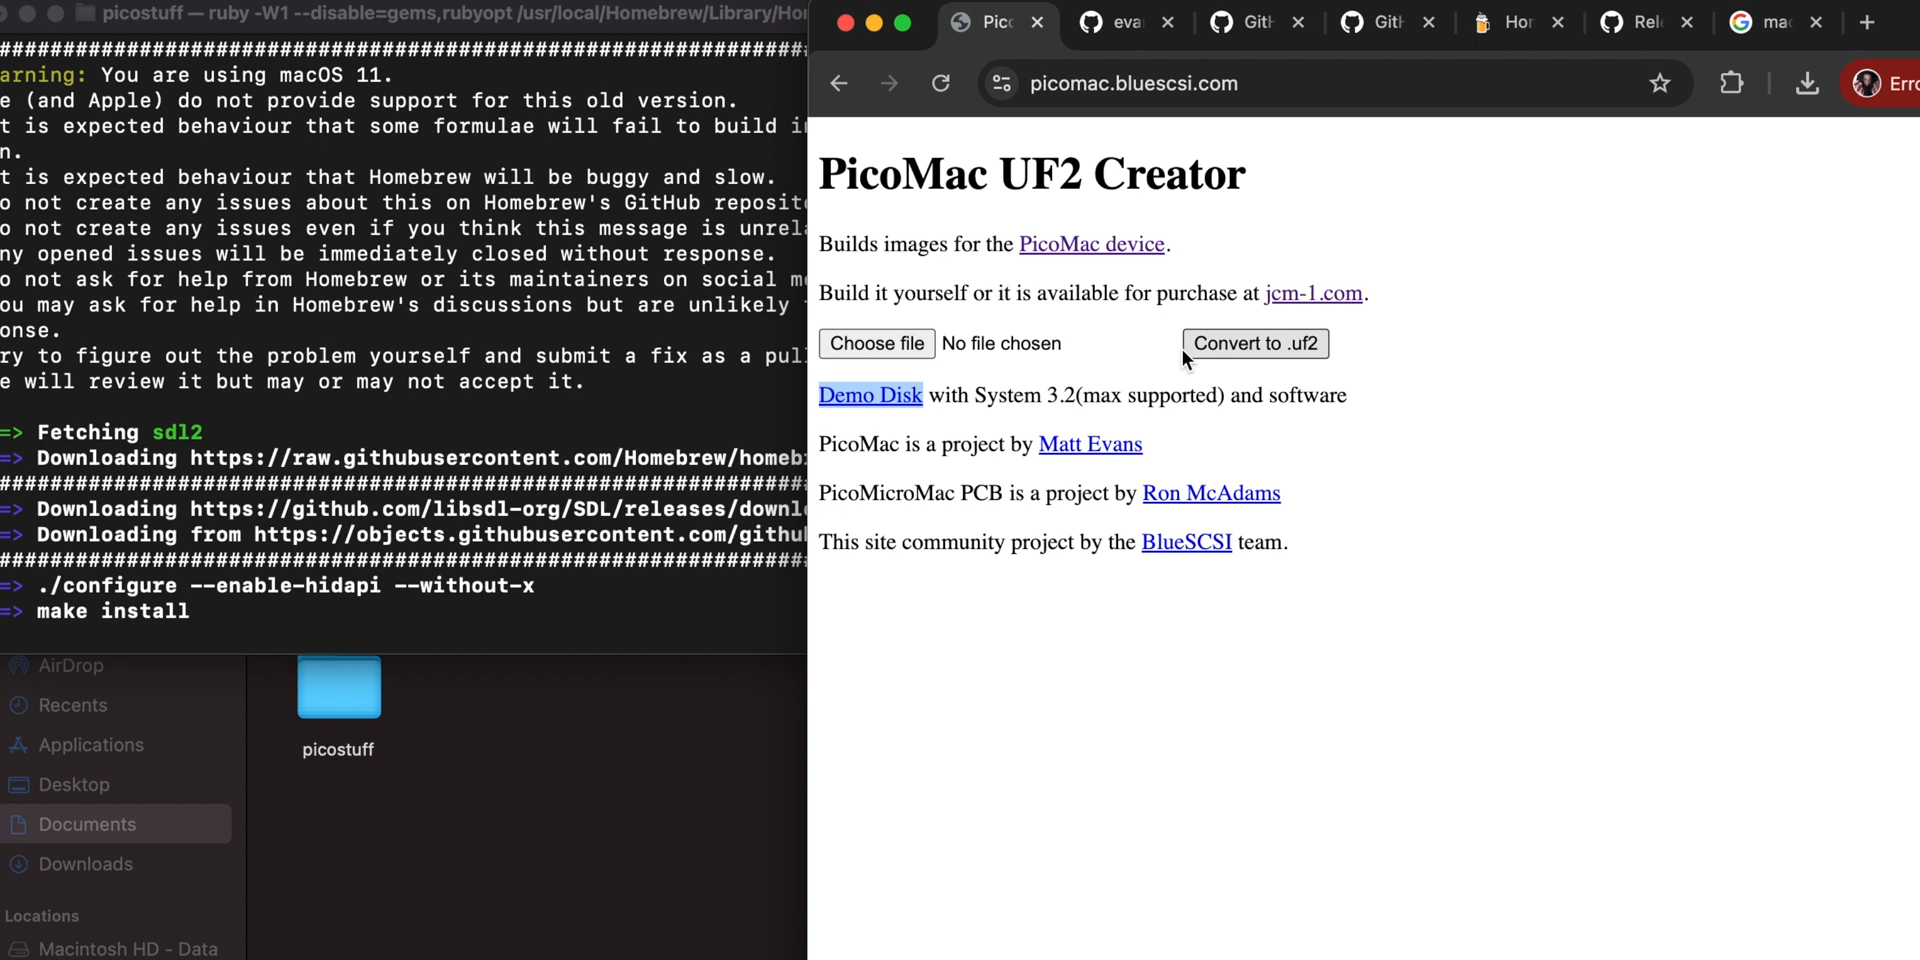 picostuff — ruby -W1 --disable=gems,rubyopt /usr/local/Homebrew/Library/Ho
################################################################
arning: You are using macOS 11.
e (and Apple) do not provide support for this old version.
t is expected behaviour that some formulae will fail to build i
n.
t is expected behaviour that Homebrew will be buggy and slow.
o not create any issues about this on Homebrew's GitHub reposit
o not create any issues even if you think this message is unrel
ny opened issues will be immediately closed without response.
o not ask for help from Homebrew or its maintainers on social m
ou may ask for help in Homebrew's discussions but are unlikely
onse.
ry to figure out the problem yourself and submit a fix as a pul
e will review it but may or may not accept it.
=> Fetching sdl2
=> Downloading https://raw.githubusercontent.com/Homebrew/homeb
################################################################
=> Downloading https://github.com/libsdl-org/SDL/releases/downl
=> Downloading from https://objects.githubusercontent.com/githu
################################################################
=> ./configure --enable-hidapi --without-x
=> make install
AirDrop
Recents
Applications
Desktop
Documents
Downloads
Locations
Macintosh HD - Data
picostuff
Pic
eva
Git
Git
Hor
Rel
mac
picomac.bluescsi.com
Erro
PicoMac UF2 Creator
Builds images for the PicoMac device.
Build it yourself or it is available for purchase at jcm-1.com.
Choose file No file chosen Convert to .uf2
Demo Disk with System 3.2(max supported) and software
PicoMac is a project by Matt Evans
PicoMicroMac PCB is a project by Ron McAdams
This site community project by the BlueSCSI team.